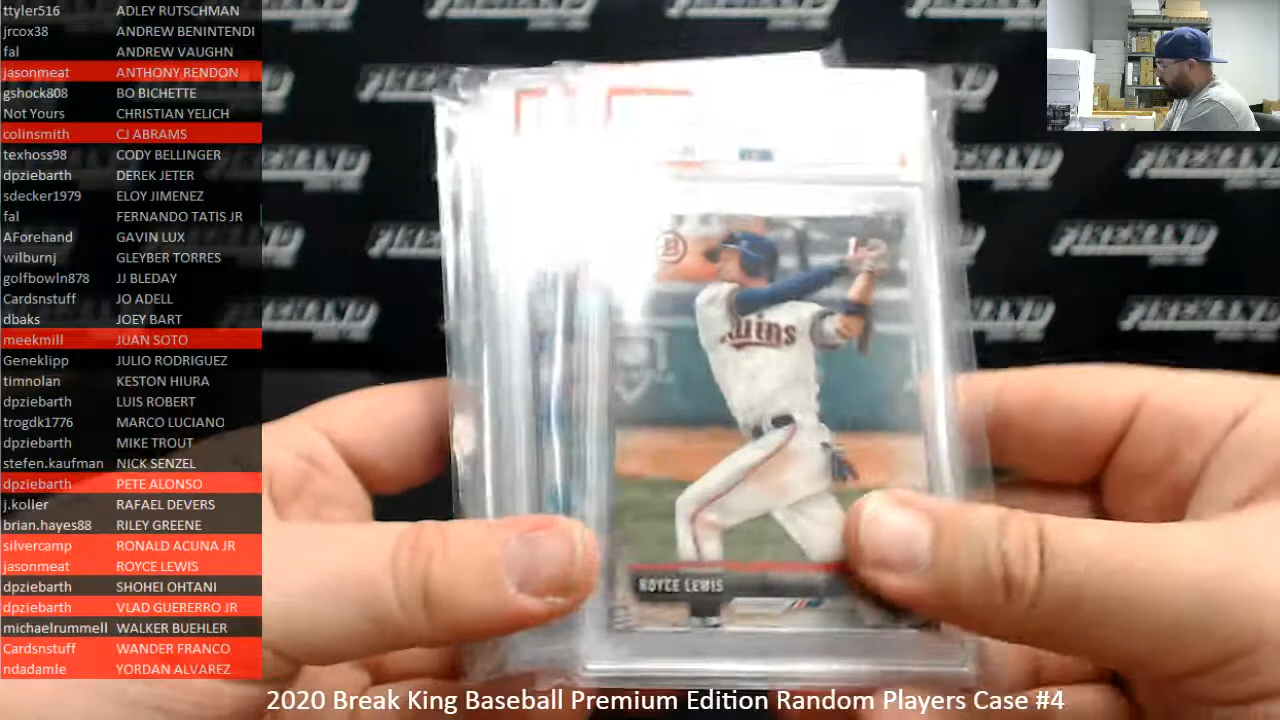 ttyler516 ADLEY RUTSCHMAN
jrcox38 ANDREW BENINTENDI
fal ANDREW VAUGHN
jasonmeat ANTHONY RENDON
gshock808 BO BICHETTE
Not Yours CHRISTIAN YELICH
colinsmith CJ ABRAMS
texhoss98 CODY BELLINGER
dpziebarth DEREK JETER
sdecker1979 ELOY JIMENEZ
fal FERNANDO TATIS JR
AForehand GAVIN LUX
wilburnj GLEYBER TORRES
golfbowln878 JJ BLEDAY
Cardsnstuff JO ADELL
dbaks JOEY BART
meekmill JUAN SOTO
Geneklipp JULIO RODRIGUEZ
timnolan KESTON HIURA
dpziebarth LUIS ROBERT
trogdk1776 MARCO LUCIANO
dpziebarth MIKE TROUT
stefen.kaufman NICK SENZEL
dpziebarth PETE ALONSO
j.koller RAFAEL DEVERS
brian.hayes88 RILEY GREENE
silvercamp RONALD ACUNA JR
jasonmeat ROYCE LEWIS
dpziebarth SHOHEI OHTANI
dpziebarth VLAD GUERERRO JR
michaelrummell WALKER BUEHLER
Cardsnstuff WANDER FRANCO
ndadamle YORDAN ALVAREZ
FIREHAND
B
ROYCE LEWIS
2020 Break King Baseball Premium Edition Random Players Case #4